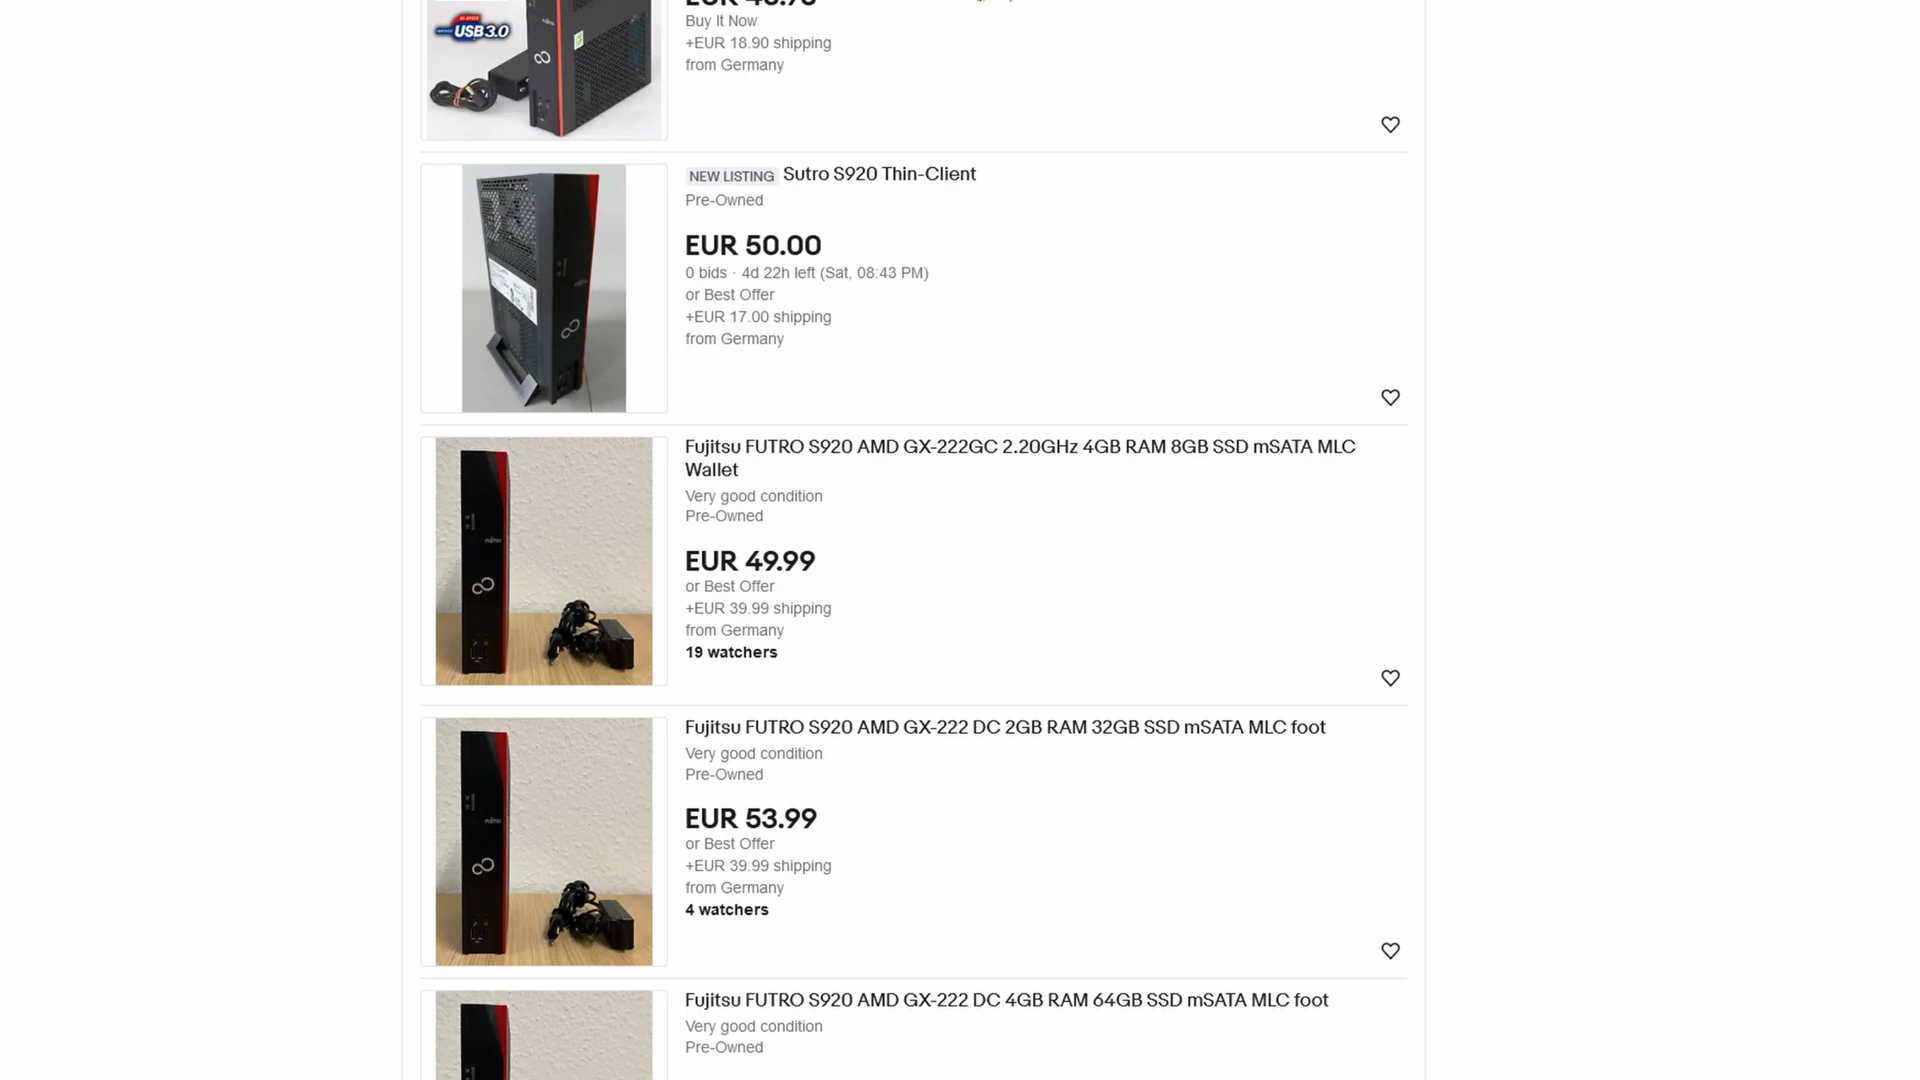 USB3.0
Buy It Now
+EUR 18.90 shipping
from Germany
NEW LISTING Sutro S920 Thin-Client
Pre-Owned
EUR 50.00
0 bids · 4d 22h left (Sat, 08:43 PM)
or Best Offer
+EUR 17.00 shipping
from Germany
Fujitsu FUTRO S920 AMD GX-222GC 2.20GHz 4GB RAM 8GB SSD mSATA MLC
Wallet
Very good condition
Pre-Owned
EUR 49.99
or Best Offer
+EUR 39.99 shipping
from Germany
19 watchers
Fujitsu FUTRO S920 AMD GX-222 DC 2GB RAM 32GB SSD mSATA MLC foot
Very good condition
Pre-Owned
EUR 53.99
or Best Offer
+EUR 39.99 shipping
from Germany
4 watchers
Fujitsu FUTRO S920 AMD GX-222 DC 4GB RAM 64GB SSD mSATA MLC foot
Very good condition
Pre-Owned